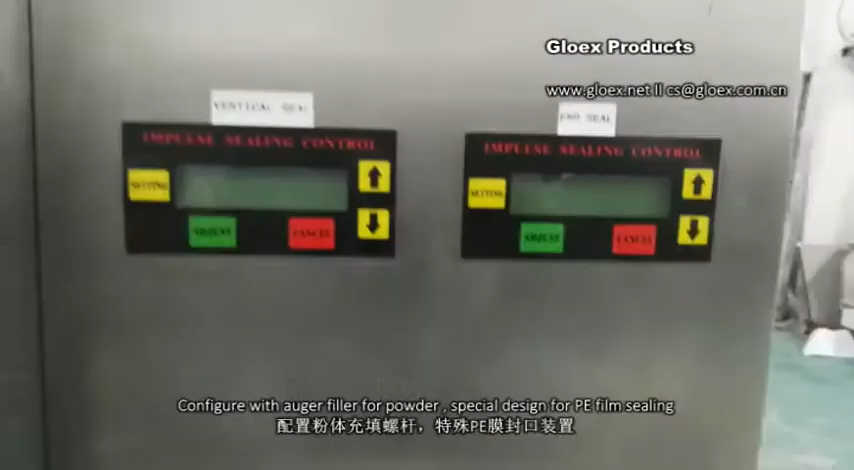 Gloex Products
www.gloex.net ll cs@gloex.com.cn
VERTICAL SEAL
END SEAL
IMPULSE SEALING CONTROL
IMPULSE SEALING CONTROL
SETTING
SETTING
ADJUST
CANCEL
ADJUST
CANCEL
Configure with auger filler for powder , special design for PE film sealing
配置粉体充填螺杆，特殊PE膜封口装置